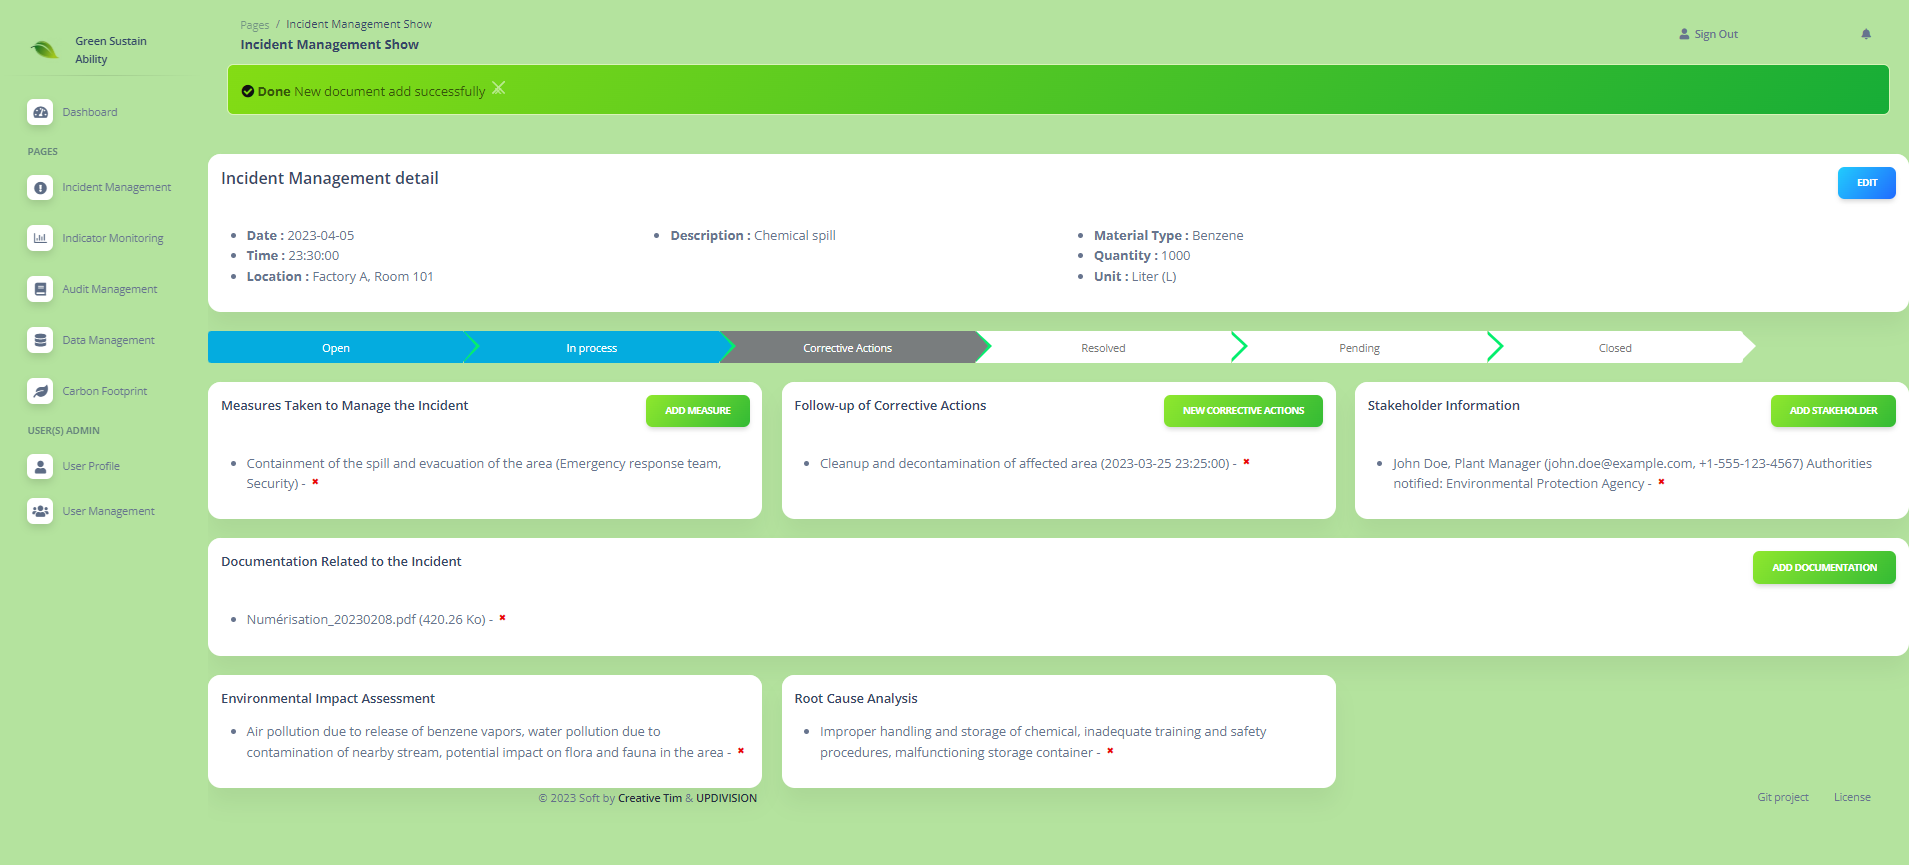 Green Sustain
Ability
Dashboard
PAGES
Incident Management
Indicator Monitoring
Audit Management
Data Management
Carbon Footprint
USER(S) ADMIN
User Profile
User Management
Pages / Incident Management Show
Incident Management Show
Sign Out
Done New document add successfully
Incident Management detail
EDIT
Date : 2023-04-05
Time : 23:30:00
Location : Factory A, Room 101
Description : Chemical spill
Material Type : Benzene
Quantity : 1000
Unit : Liter (L)
Open
In process
Corrective Actions
Resolved
Pending
Closed
Measures Taken to Manage the Incident
ADD MEASURE
Containment of the spill and evacuation of the area (Emergency response team,
Security) -
Follow-up of Corrective Actions
NEW CORRECTIVE ACTIONS
Cleanup and decontamination of affected area (2023-03-25 23:25:00) -
Stakeholder Information
ADD STAKEHOLDER
John Doe, Plant Manager (john.doe@example.com, +1-555-123-4567) Authorities
notified: Environmental Protection Agency -
Documentation Related to the Incident
ADD DOCUMENTATION
Numérisation_20230208.pdf (420.26 Ko) -
Environmental Impact Assessment
Air pollution due to release of benzene vapors, water pollution due to
contamination of nearby stream, potential impact on flora and fauna in the area -
Root Cause Analysis
Improper handling and storage of chemical, inadequate training and safety
procedures, malfunctioning storage container -
© 2023 Soft by Creative Tim & UPDIVISION
Git project
License